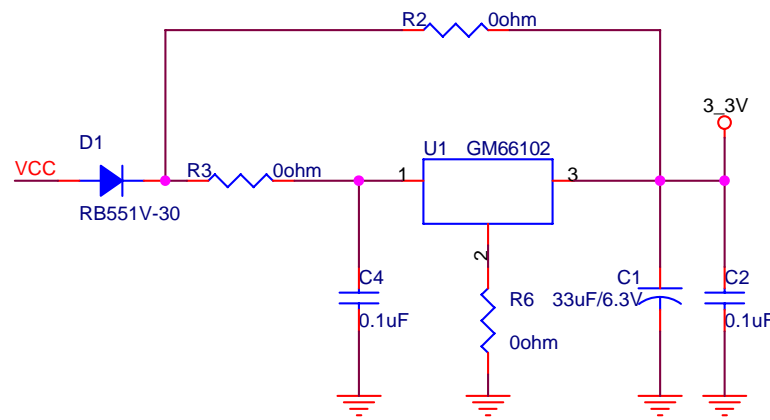 R2 0ohm
3_3V
D1
U1 GM66102
VCC
R3 0ohm
1
3
RB551V-30
2
C4
0.1uF
R6
0ohm
C1
33uF/6.3V
C2
0.1uF